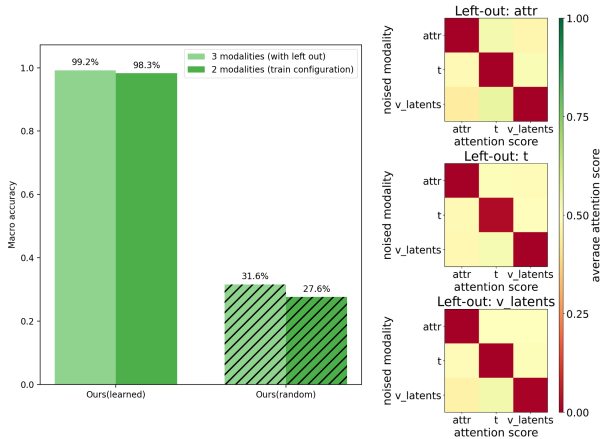 3 modalities (with left out)
2 modalities (train configuration)
99.2%
98.3%
31.6%
27.6%
1.0
0.8
0.6
0.4
0.2
0.0
Macro accuracy
Ours(learned)
Ours(random)
Left-out: attr
noised modality
attr
t
v_latents
attr t v_latents
attention score
Left-out: t
noised modality
attr
t
v_latents
attr t v_latents
attention score
Left-out: v_latents
noised modality
attr
t
v_latents
attr t v_latents
attention score
1.00
0.75
0.50
0.25
0.00
average attention score